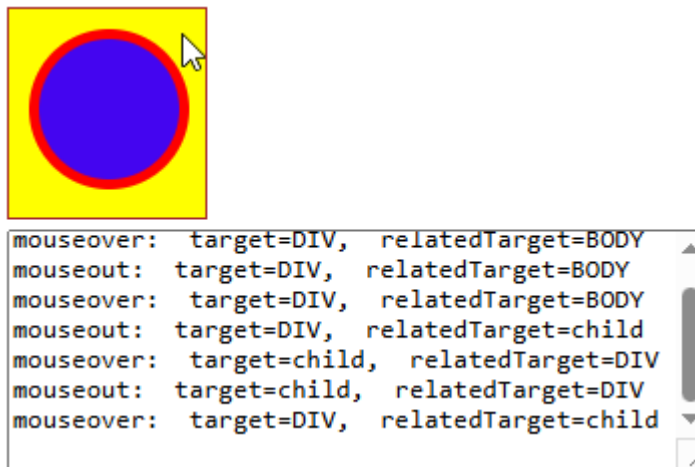 mouseover:  target=DIV,  relatedTarget=BODY
mouseout:  target=DIV,  relatedTarget=BODY
mouseover:  target=DIV,  relatedTarget=BODY
mouseout:  target=DIV,  relatedTarget=child
mouseover:  target=child,  relatedTarget=DIV
mouseout:  target=child,  relatedTarget=DIV
mouseover:  target=DIV,  relatedTarget=child